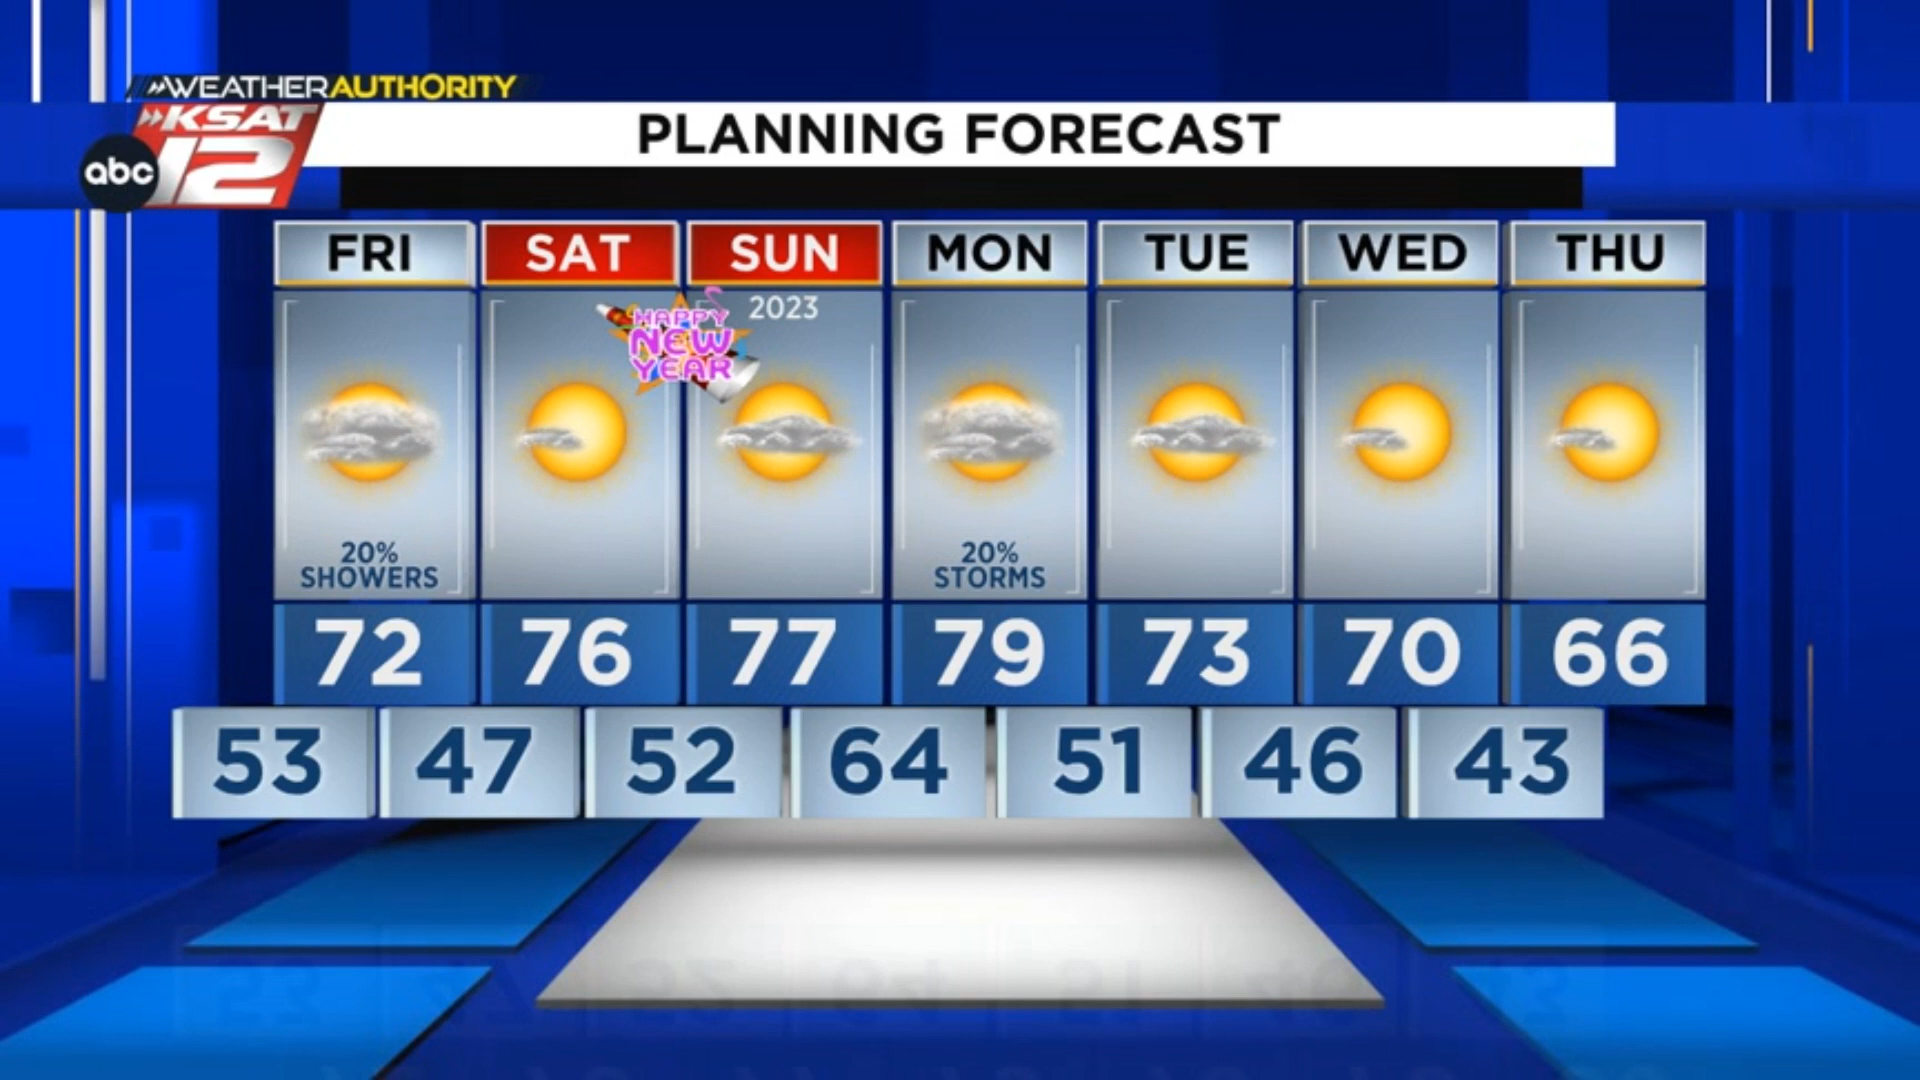 WEATHERAUTHORITY
KSAT
abc 12
PLANNING FORECAST
FRI SAT SUN MON TUE WED THU
HAPPY
NEW
YEAR
2023
20%
SHOWERS
20%
STORMS
72 76 77 79 73 70 66
53 47 52 64 51 46 43